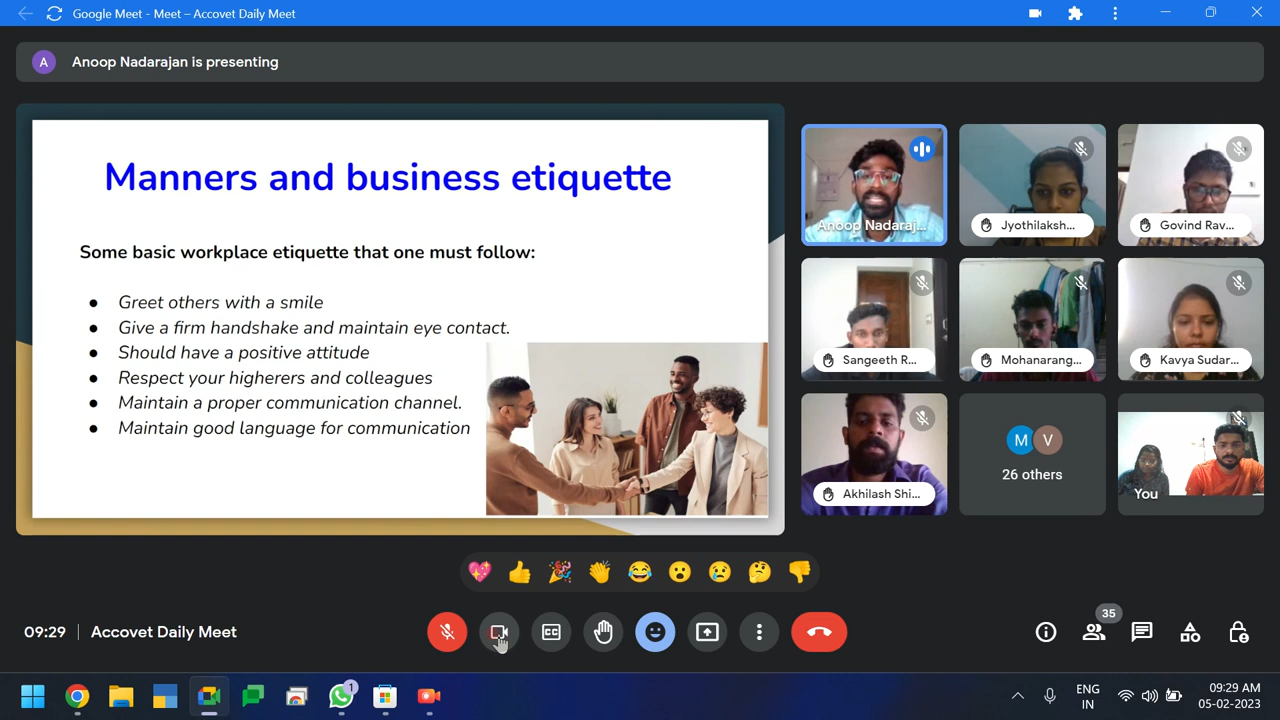 Google Meet - Meet – Accovet Daily Meet
A Anoop Nadarajan is presenting
Manners and business etiquette
Some basic workplace etiquette that one must follow:
● Greet others with a smile
● Give a firm handshake and maintain eye contact.
● Should have a positive attitude
● Respect your higherers and colleagues
● Maintain a proper communication channel.
● Maintain good language for communication
Anoop Nadaraj...
Jyothilaksh...
Govind Rav...
Sangeeth R...
Mohanarang...
Kavya Sudar...
Akhilash Shi...
M V
26 others
You
09:29 | Accovet Daily Meet
35
1
ENG
IN
09:29 AM
05-02-2023